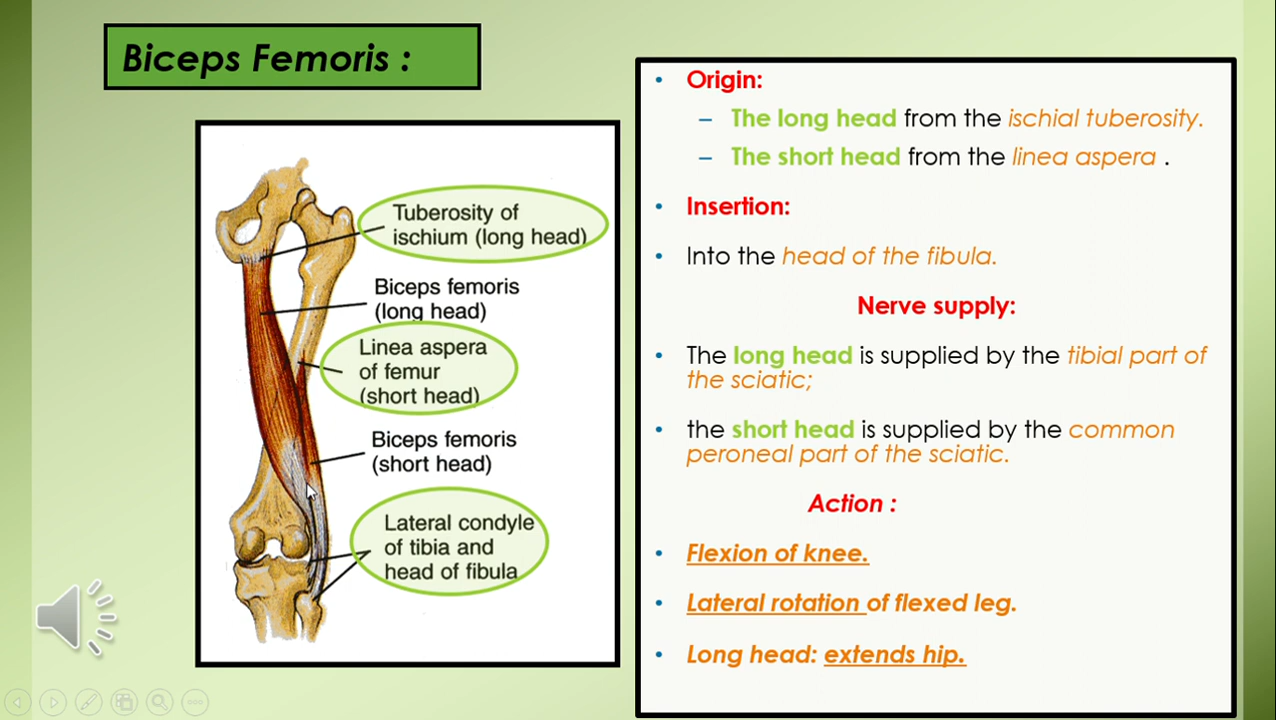 Biceps Femoris :
Tuberosity of
ischium (long head)
Biceps femoris
(long head)
Linea aspera
of femur
(short head)
Biceps femoris
(short head)
Lateral condyle
of tibia and
head of fibula
• Origin:
– The long head from the ischial tuberosity.
– The short head from the linea aspera .
• Insertion:
• Into the head of the fibula.
Nerve supply:
• The long head is supplied by the tibial part of
the sciatic;
• the short head is supplied by the common
peroneal part of the sciatic.
Action :
• Flexion of knee.
• Lateral rotation of flexed leg.
• Long head: extends hip.